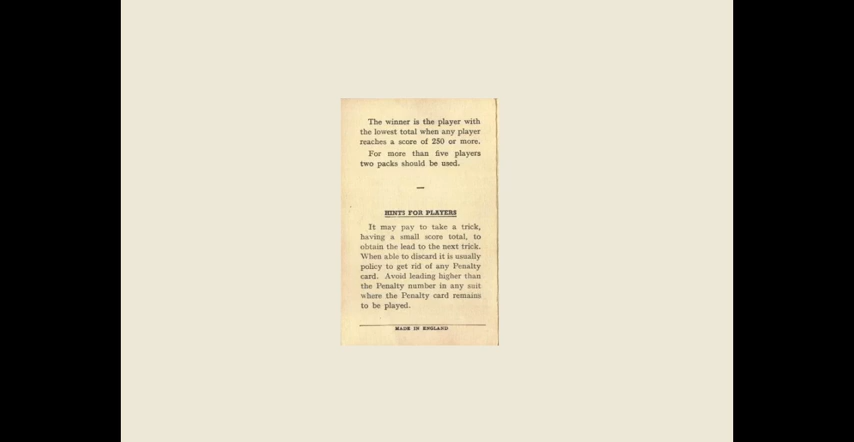 The winner is the player with
the lowest total when any player
reaches a score of 250 or more.
For more than five players
two packs should be used.
HINTS FOR PLAYERS
It may pay to take a trick,
having a small score total, to
obtain the lead to the next trick.
When able to discard it is usually
policy to get rid of any Penalty
card. Avoid leading higher than
the Penalty number in any suit
where the Penalty card remains
to be played.
MADE IN ENGLAND